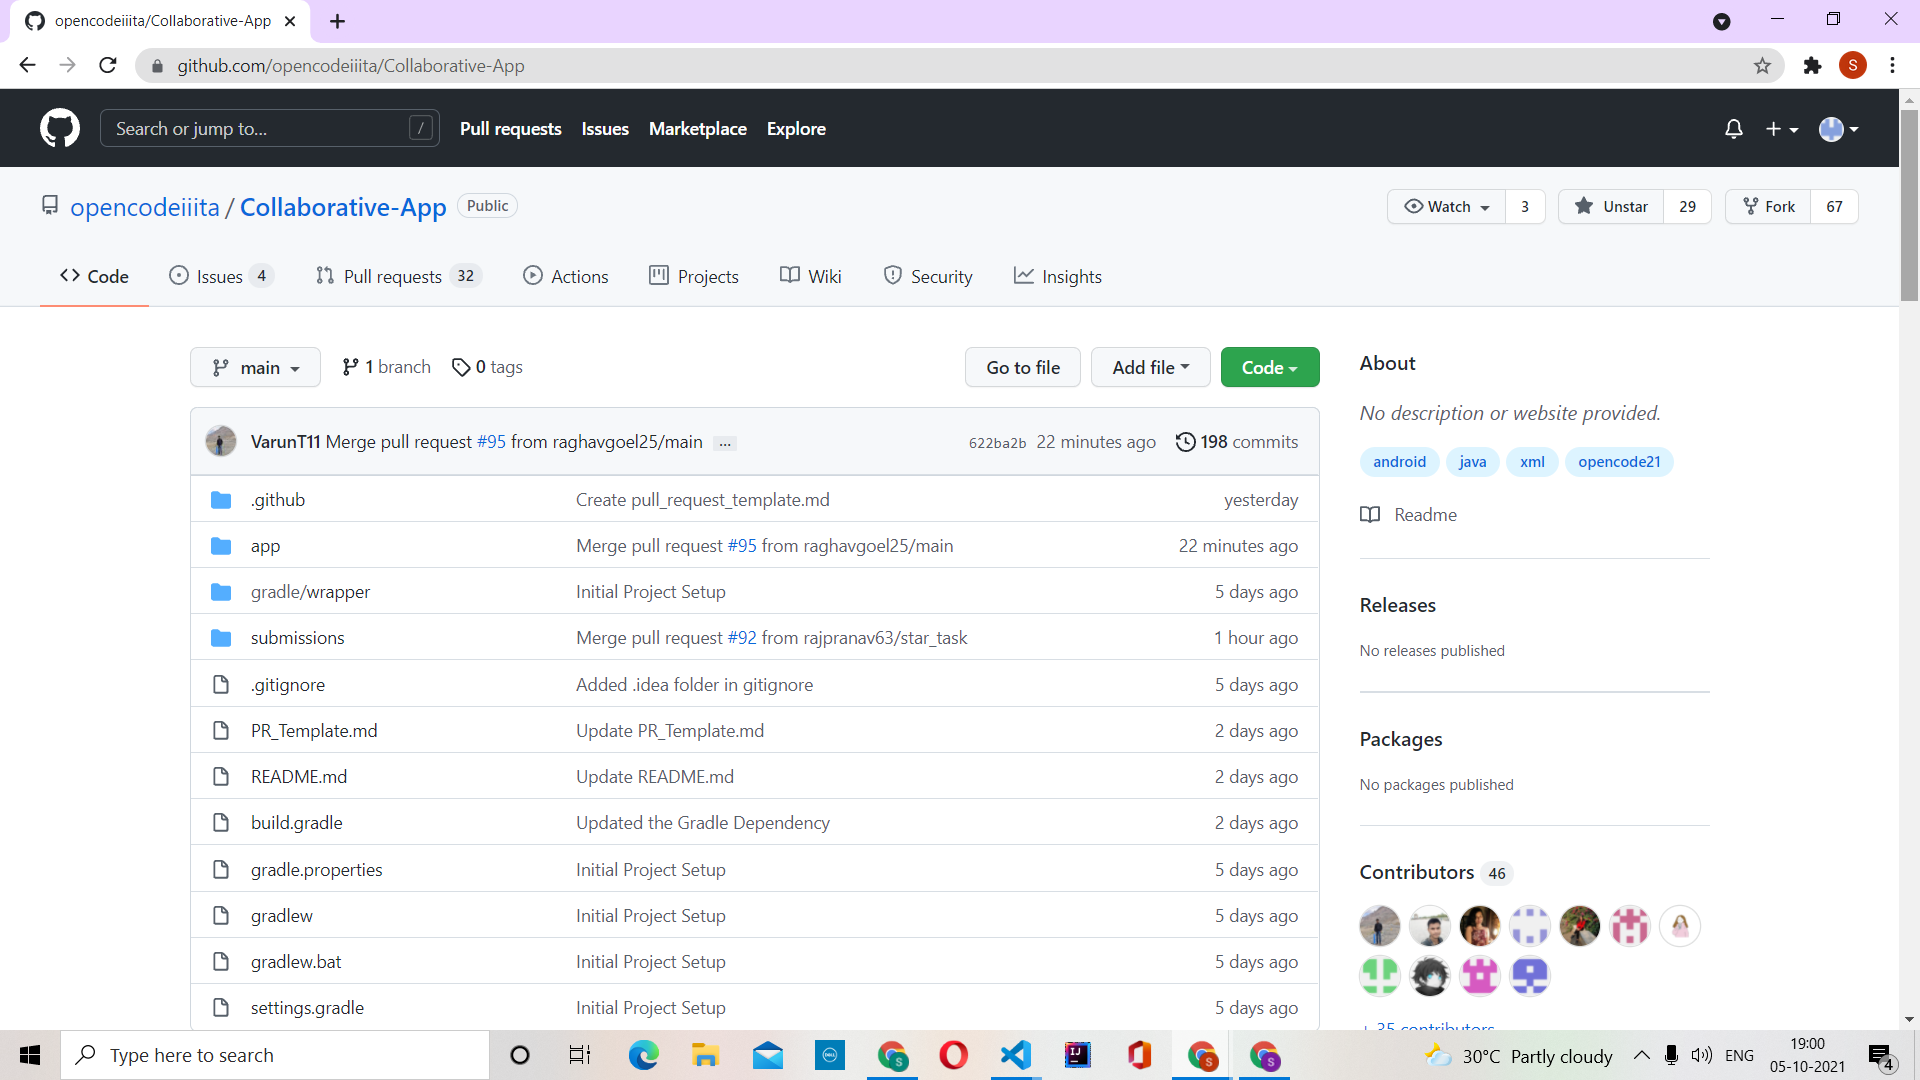 opencodeiiita/Collaborative-App
github.com/opencodeiiita/Collaborative-App
S
Search or jump to...
/
Pull requests Issues Marketplace Explore
opencodeiiita / Collaborative-App Public
Watch 3 Unstar 29 Fork 67
Code Issues 4 Pull requests 32 Actions Projects Wiki Security Insights
main 1 branch 0 tags Go to file Add file Code
VarunT11 Merge pull request #95 from raghavgoel25/main ... 622ba2b 22 minutes ago 198 commits
.github Create pull_request_template.md yesterday
app Merge pull request #95 from raghavgoel25/main 22 minutes ago
gradle/wrapper Initial Project Setup 5 days ago
submissions Merge pull request #92 from rajpranav63/star_task 1 hour ago
.gitignore Added .idea folder in gitignore 5 days ago
PR_Template.md Update PR_Template.md 2 days ago
README.md Update README.md 2 days ago
build.gradle Updated the Gradle Dependency 2 days ago
gradle.properties Initial Project Setup 5 days ago
gradlew Initial Project Setup 5 days ago
gradlew.bat Initial Project Setup 5 days ago
settings.gradle Initial Project Setup 5 days ago
About
No description or website provided.
android java xml opencode21
Readme
Releases
No releases published
Packages
No packages published
Contributors 46
+ 35 contributors
Type here to search
DELL
S
IJ
S
S
30°C Partly cloudy
ENG
19:00
05-10-2021
4